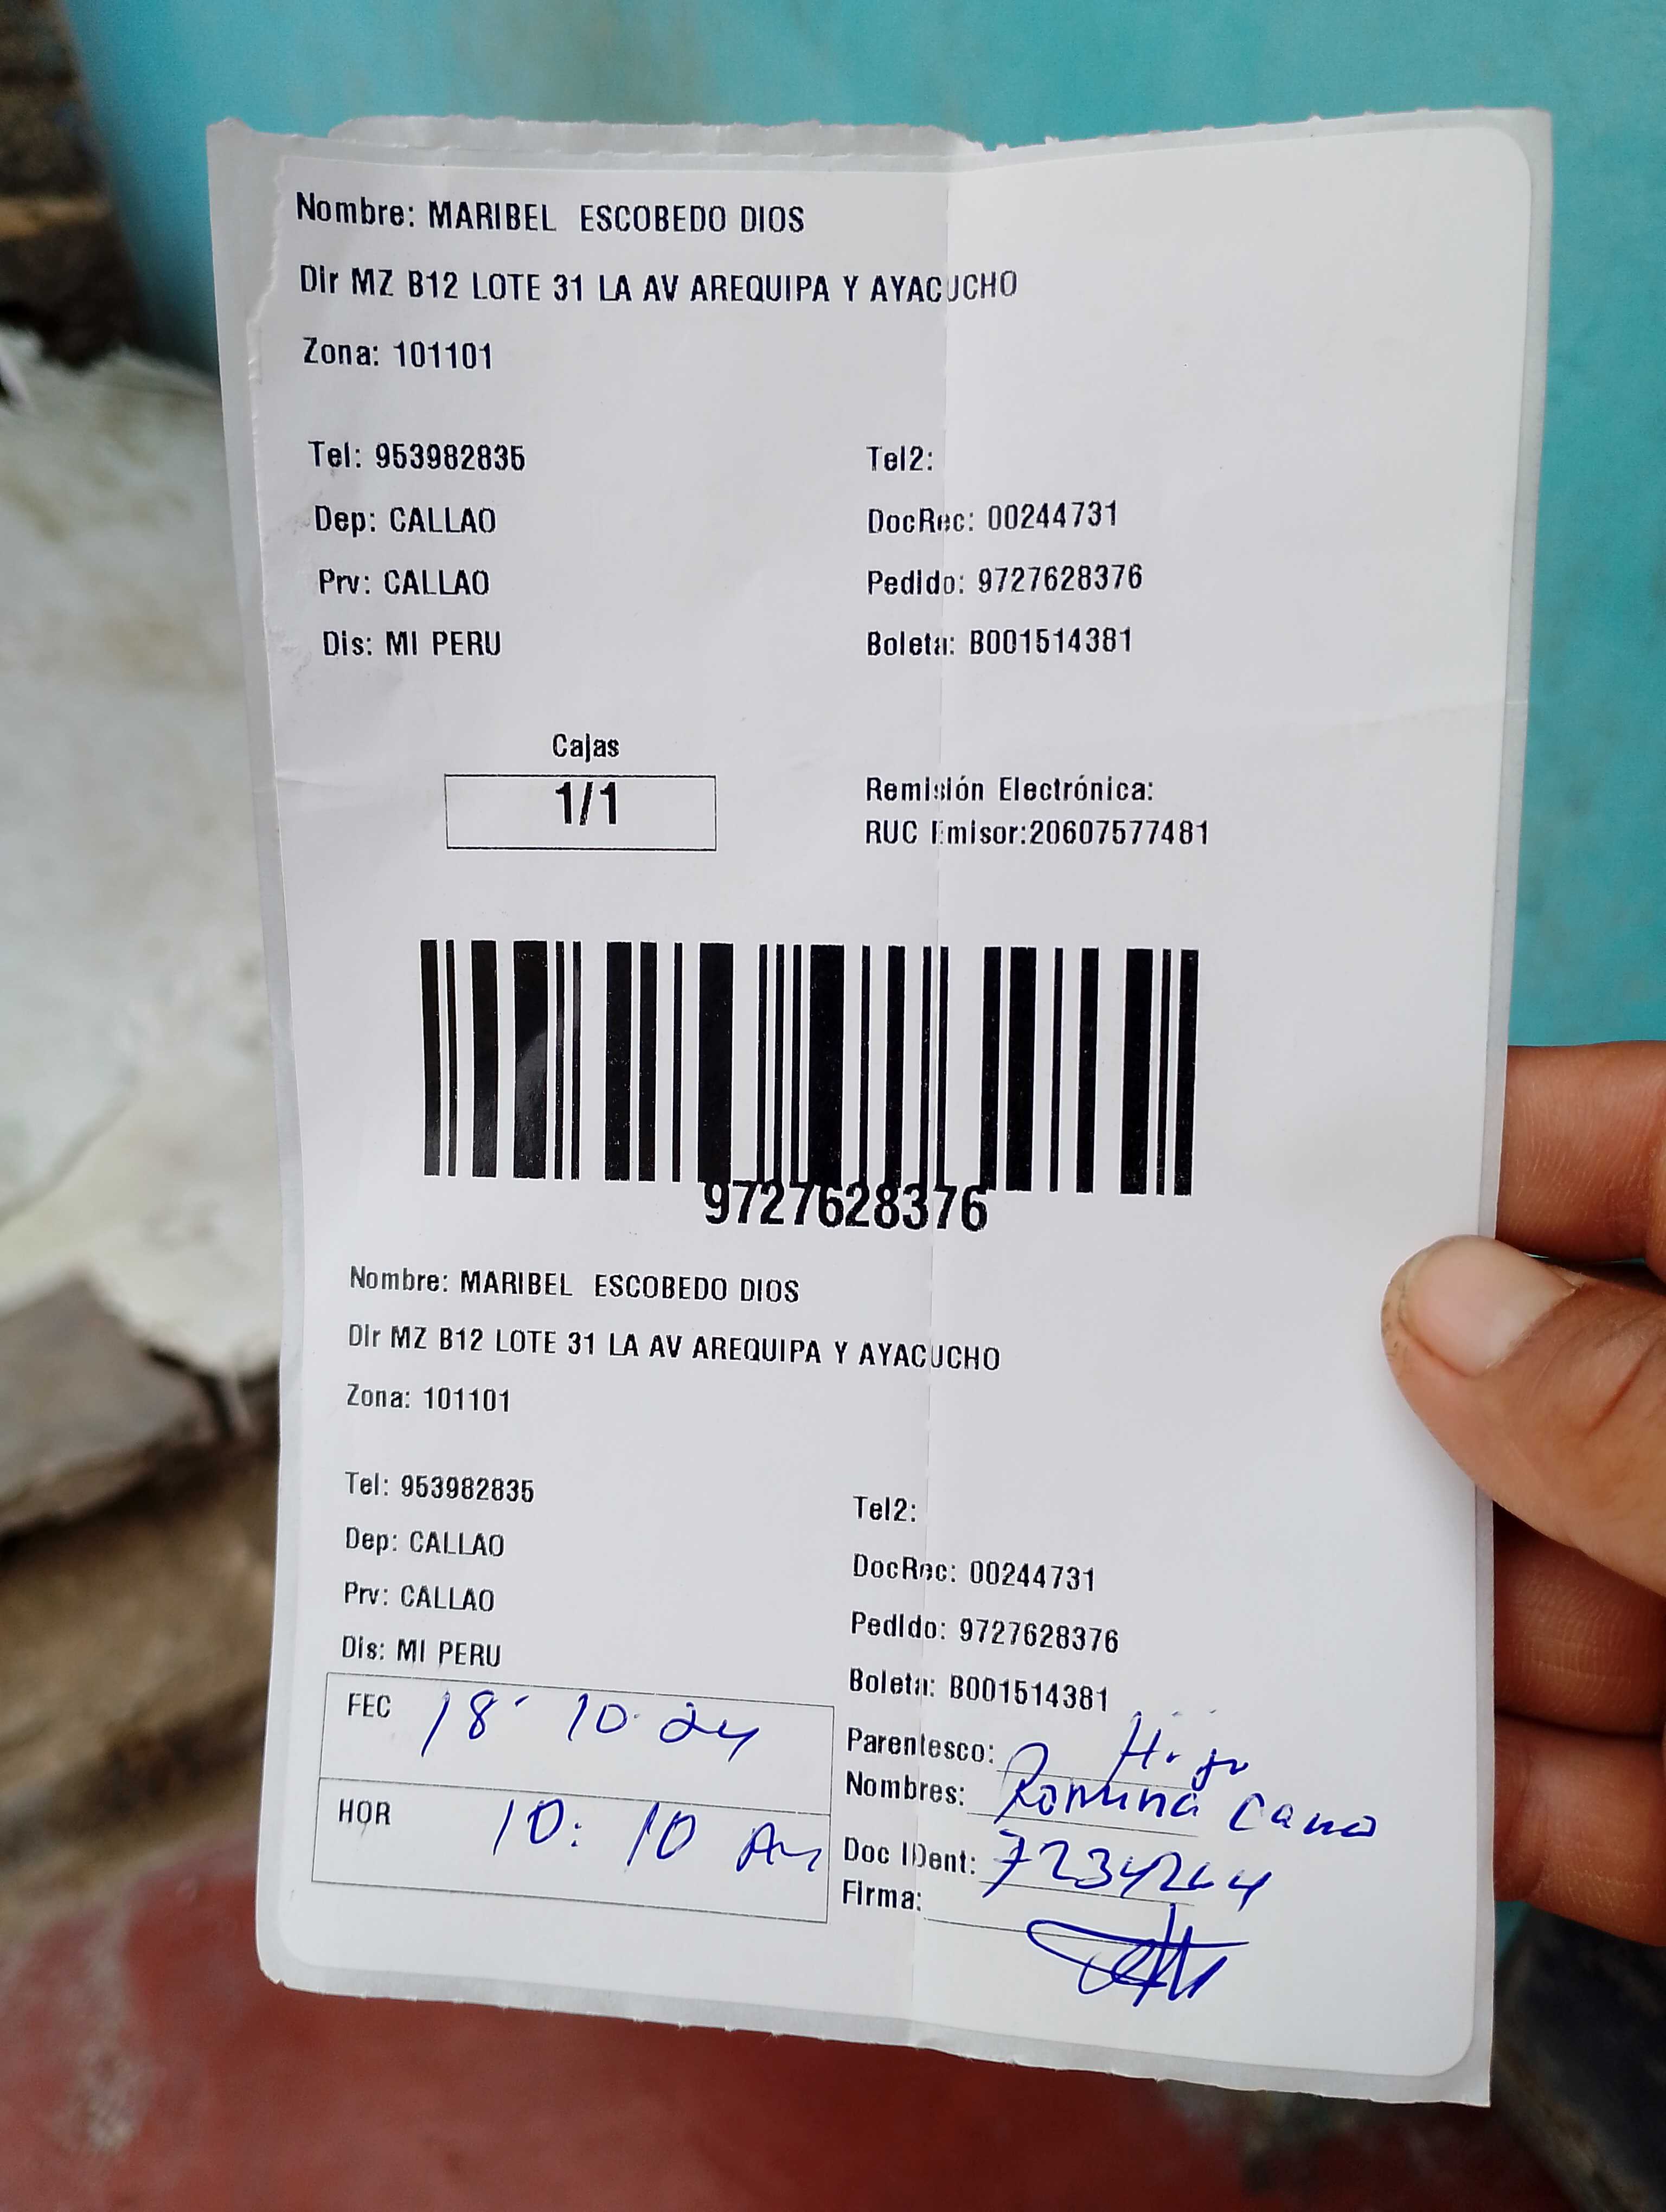 Nombre: MARIBEL ESCOBEDO DIOS
Dir MZ B12 LOTE 31 LA AV AREQUIPA Y AYACUCHO
Zona: 101101
Tel: 953982835 Tel2:
Dep: CALLAO DocRec: 00244731
Prv: CALLAO Pedido: 9727628376
Dis: MI PERU Boleta: B001514381
Cajas
1/1
Remisión Electrónica:
RUC Emisor:20607577481
9727628376
Nombre: MARIBEL ESCOBEDO DIOS
Dir MZ B12 LOTE 31 LA AV AREQUIPA Y AYACUCHO
Zona: 101101
Tel: 953982835 Tel2:
Dep: CALLAO DocRec: 00244731
Prv: CALLAO Pedido: 9727628376
Dis: MI PERU Boleta: B001514381
FEC 18 10 24
HOR 10:10 Am
Parentesco:
Nombres: Romina
Doc IDent:
Firma: